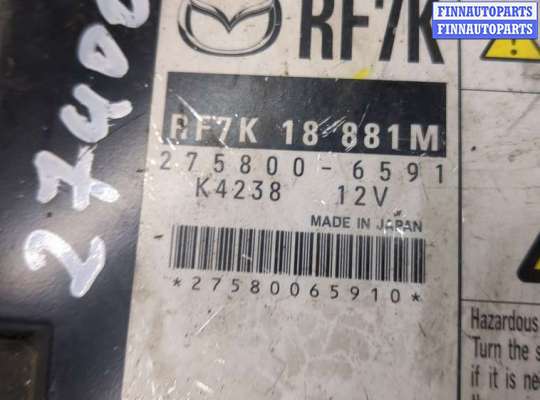 FINNAUTOPARTS
FINNAUTOPARTS
RF7K
RF7K 18 881M
275800-6591
K4238 12V
MADE IN JAPAN
*27580065910*
Hazardous
Turn the s
if it is ne